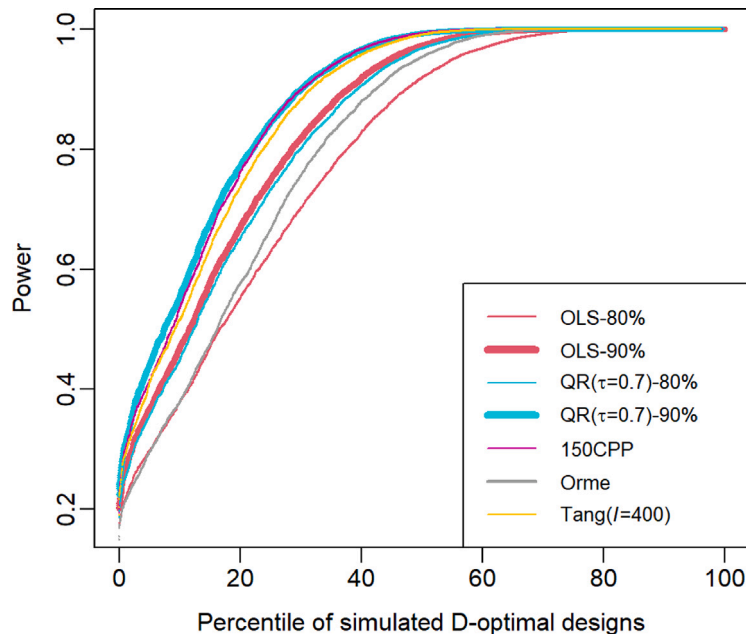 Power
1.0
0.8
0.6
0.4
0.2
0
20
40
60
80
100
Percentile of simulated D-optimal designs
OLS-80%
OLS-90%
QR(τ=0.7)-80%
QR(τ=0.7)-90%
150CPP
Orme
Tang(I=400)